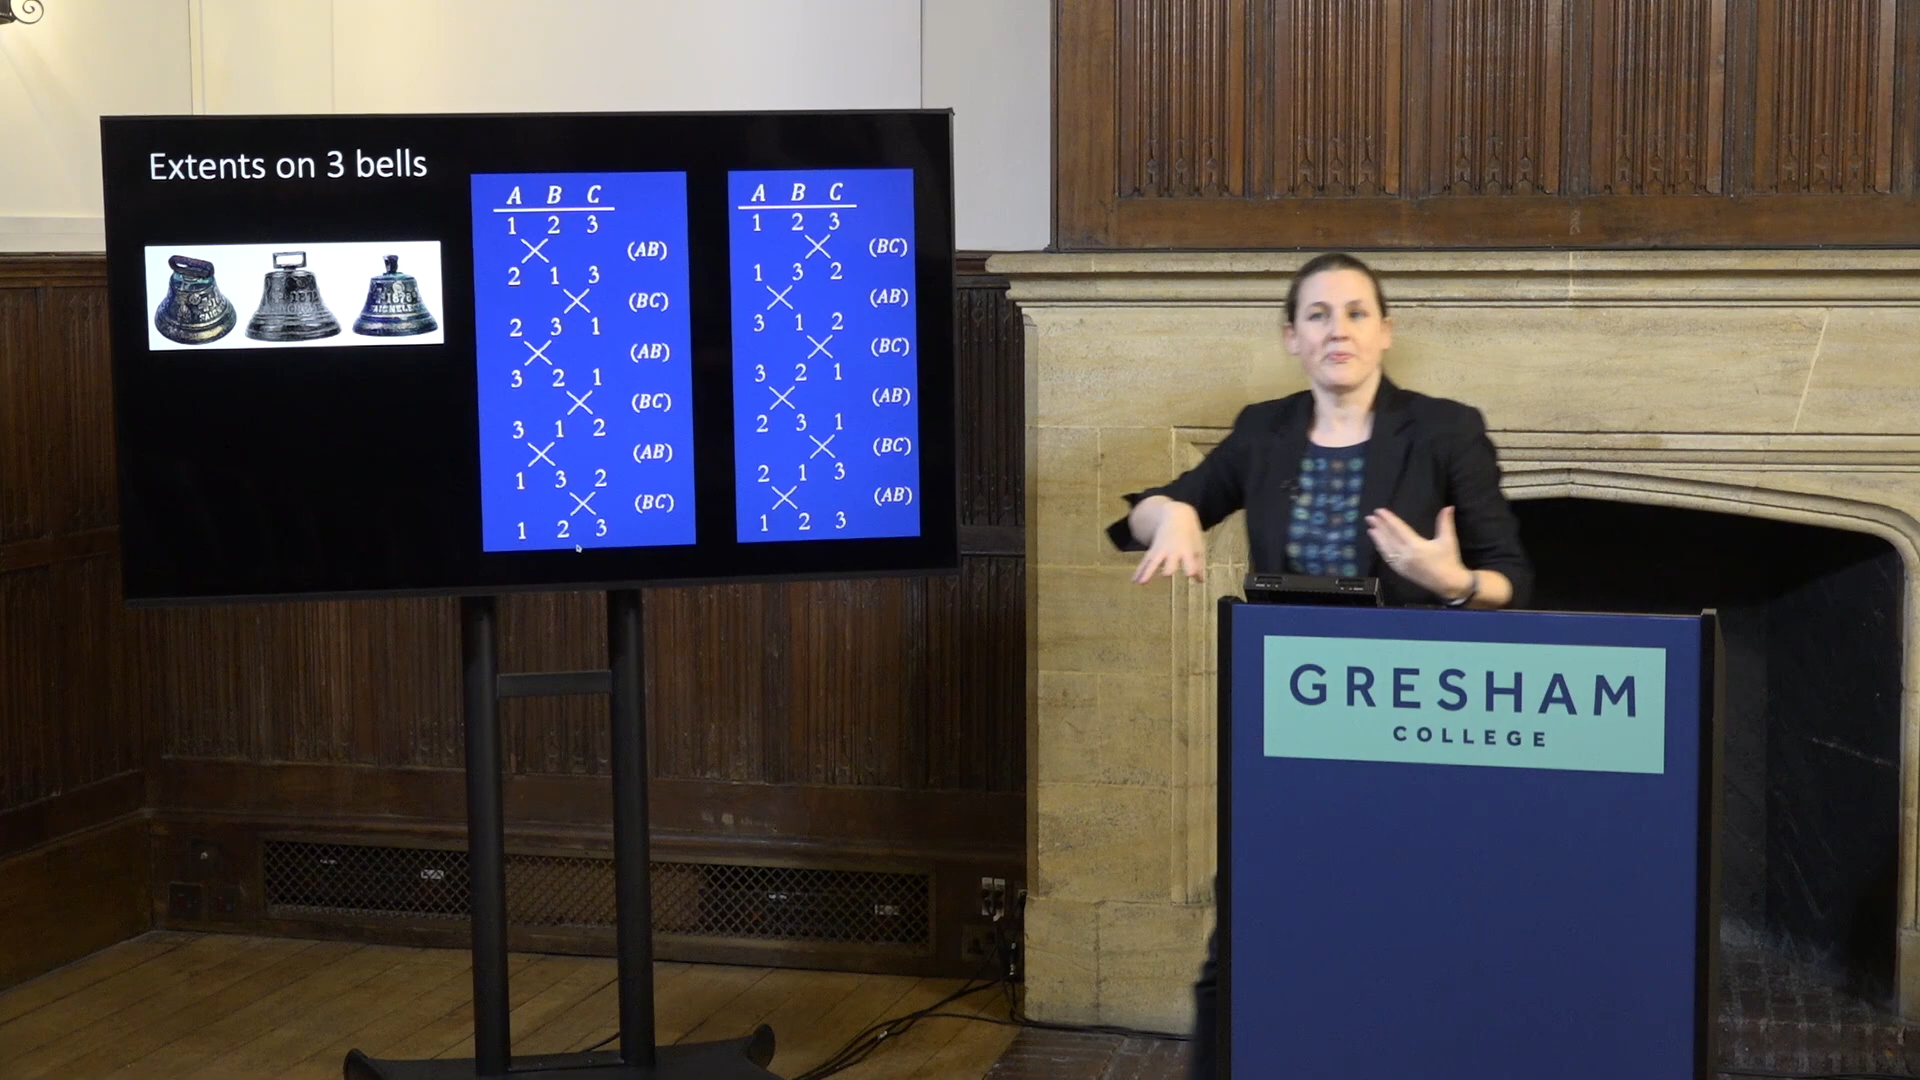 Extents on 3 bells
A B C
1 2 3
(AB)
2 1 3
(BC)
2 3 1
(AB)
3 2 1
(BC)
3 1 2
(AB)
1 3 2
(BC)
1 2 3
A B C
1 2 3
(BC)
1 3 2
(AB)
3 1 2
(BC)
3 2 1
(AB)
2 3 1
(BC)
2 1 3
(AB)
1 2 3
1878
GRESHAM
COLLEGE